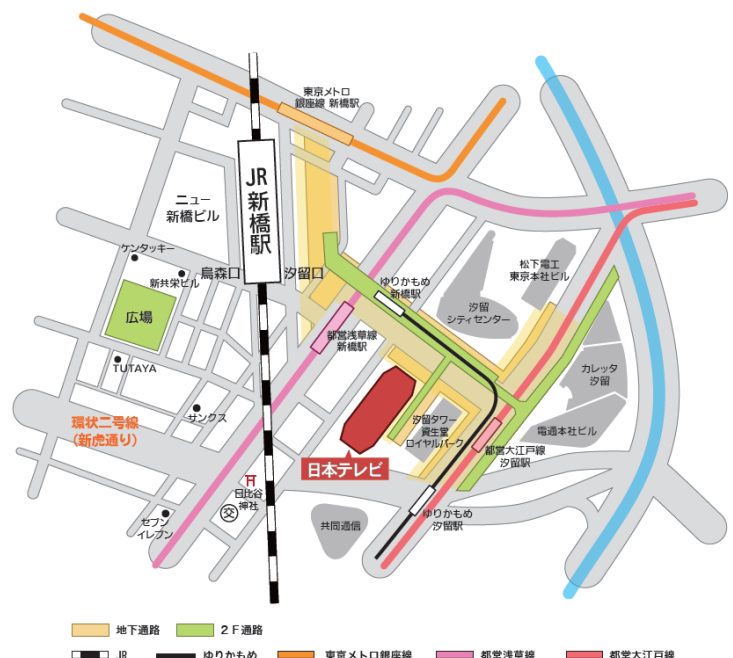 東京メトロ
銀座線 新橋駅
JR新橋駅
ニュー
新橋ビル
ケンタッキー
新共栄ビル
烏森口
汐留口
ゆりかもめ
新橋駅
松下電工
東京本社ビル
汐留
シティセンター
広場
都営浅草線
新橋駅
TUTAYA
カレッタ
汐留
サンクス
環状二号線
(新虎通り)
汐留タワー
資生堂
ロイヤルパーク
電通本社ビル
都営大江戸線
汐留駅
日本テレビ
日比谷
神社
交
セブン
イレブン
共同通信
ゆりかもめ
汐留駅
地下通路
2F通路
JR
ゆりかもめ
東京メトロ銀座線
都営浅草線
都営大江戸線